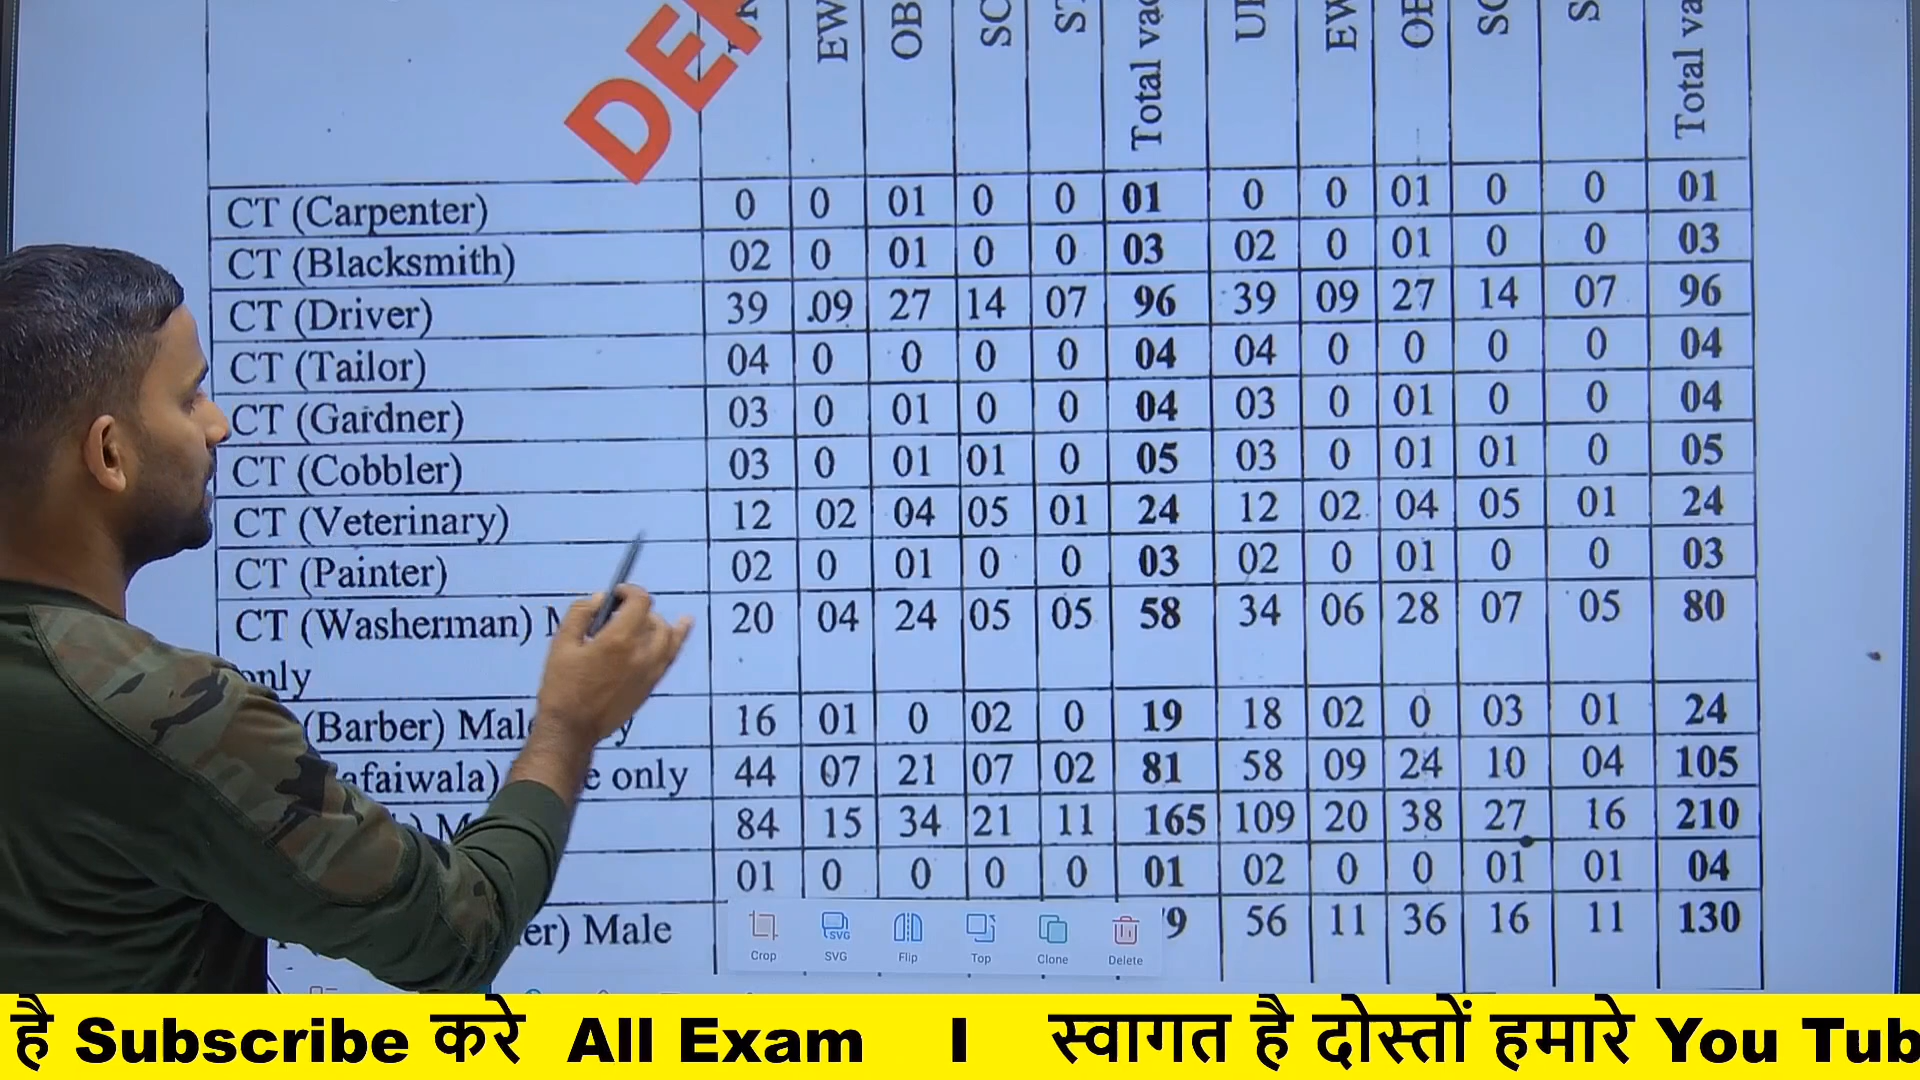 DER
EW OB SC ST Total vac UR EW OB SC S Total va
CT (Carpenter) 0 0 01 0 0 01 0 0 01 0 0 01
CT (Blacksmith) 02 0 01 0 0 03 02 0 01 0 0 03
CT (Driver) 39 .09 27 14 07 96 39 09 27 14 07 96
CT (Tailor) 04 0 0 0 0 04 04 0 0 0 0 04
CT (Gardner) 03 0 01 0 0 04 03 0 01 0 0 04
CT (Cobbler) 03 0 01 01 0 05 03 0 01 01 0 05
CT (Veterinary) 12 02 04 05 01 24 12 02 04 05 01 24
CT (Painter) 02 0 01 0 0 03 02 0 01 0 0 03
CT (Washerman) 20 04 24 05 05 58 34 06 28 07 05 80
only
(Barber) Male y 16 01 0 02 0 19 18 02 0 03 01 24
afaiwala) e only 44 07 21 07 02 81 58 09 24 10 04 105
84 15 34 21 11 165 109 20 38 27 16 210
01 0 0 0 0 01 02 0 0 01 01 04
er) Male 9 56 11 36 16 11 130
Crop SVG Flip Top Clone Delete
है Subscribe करे All Exam I स्वागत है दोस्तों हमारे You Tub